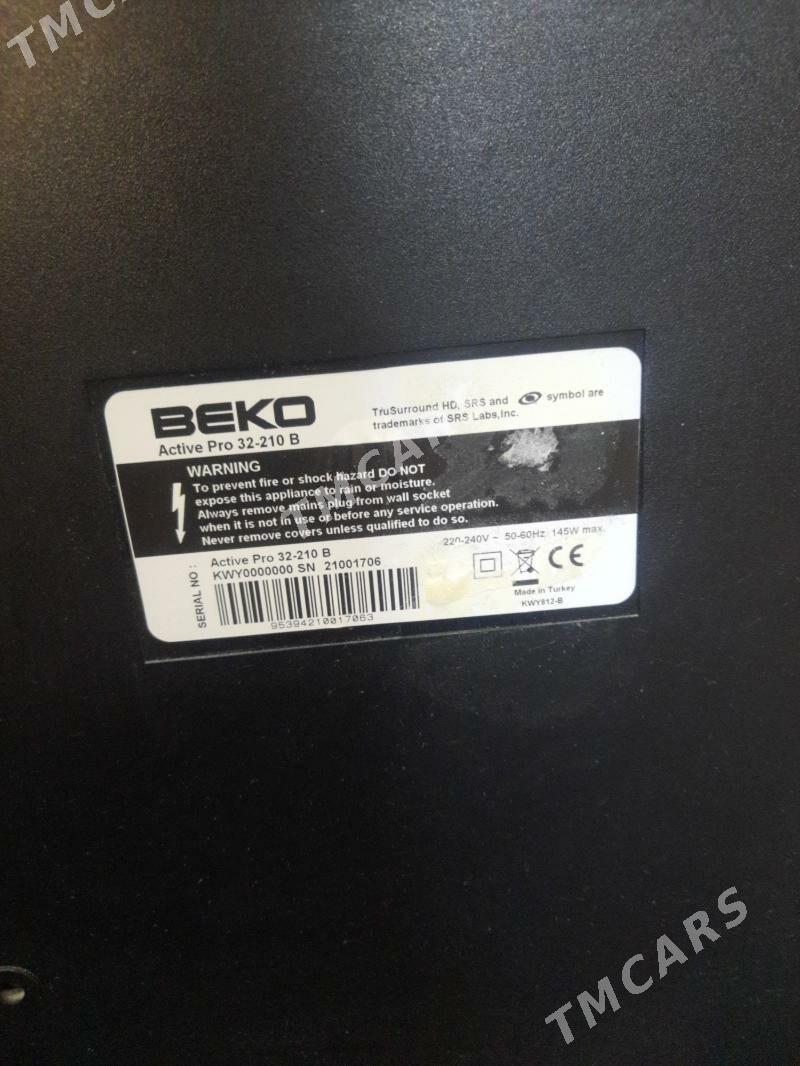 TMCARS
BEKO
Active Pro 32-210 B
TruSurround HD, SRS and symbol are
trademarks of SRS Labs,Inc.
WARNING
To prevent fire or shock hazard DO NOT
expose this appliance to rain or moisture.
Always remove mains plug from wall socket
when it is not in use or before any service operation.
Never remove covers unless qualified to do so.
220-240V ~ 50-60Hz. 145W max.
SERIAL NO :
Active Pro 32-210 B
KWY0000000 SN 21001706
95394210017063
CE
Made in Turkey
KWY812-B
TMCARS
TMCARS